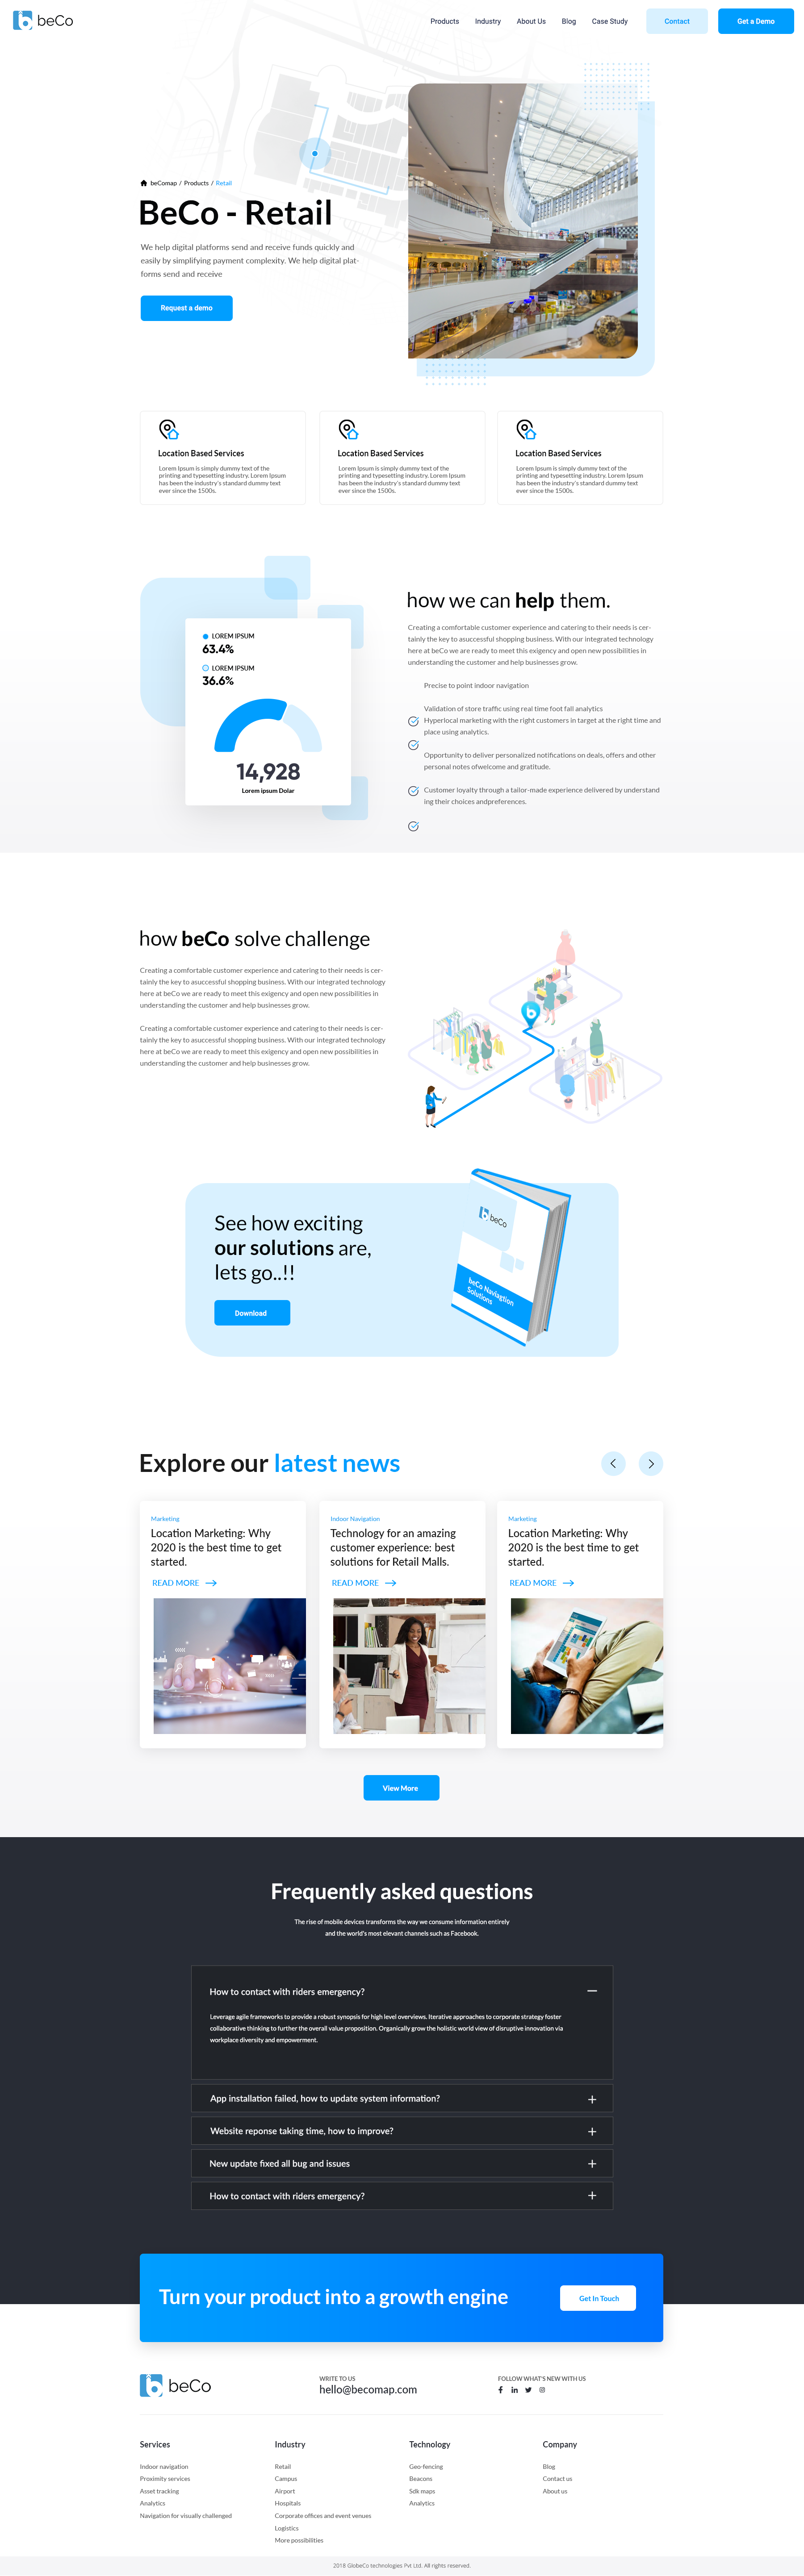 beCo
Products
Industry
About Us
Blog
Case Study
Contact
Get a Demo
beComap / Products / Retail
BeCo - Retail
We help digital platforms send and receive funds quickly and
easily by simplifying payment complexity. We help digital plat-
forms send and receive
Request a demo
Location Based Services
Lorem Ipsum is simply dummy text of the
printing and typesetting industry. Lorem Ipsum
has been the industry's standard dummy text
ever since the 1500s.
Location Based Services
Lorem Ipsum is simply dummy text of the
printing and typesetting industry. Lorem Ipsum
has been the industry's standard dummy text
ever since the 1500s.
Location Based Services
Lorem Ipsum is simply dummy text of the
printing and typesetting industry. Lorem Ipsum
has been the industry's standard dummy text
ever since the 1500s.
LOREM IPSUM
63.4%
LOREM IPSUM
36.6%
14,928
Lorem ipsum Dolar
how we can help them.
Creating a comfortable customer experience and catering to their needs is cer-
tainly the key to asuccessful shopping business. With our integrated technology
here at beCo we are ready to meet this exigency and open new possibilities in
understanding the customer and help businesses grow.
Precise to point indoor navigation
Validation of store traffic using real time foot fall analytics
Hyperlocal marketing with the right customers in target at the right time and
place using analytics.
Opportunity to deliver personalized notifications on deals, offers and other
personal notes ofwelcome and gratitude.
Customer loyalty through a tailor-made experience delivered by understand
ing their choices andpreferences.
how beCo solve challenge
Creating a comfortable customer experience and catering to their needs is cer-
tainly the key to asuccessful shopping business. With our integrated technology
here at beCo we are ready to meet this exigency and open new possibilities in
understanding the customer and help businesses grow.
Creating a comfortable customer experience and catering to their needs is cer-
tainly the key to asuccessful shopping business. With our integrated technology
here at beCo we are ready to meet this exigency and open new possibilities in
understanding the customer and help businesses grow.
See how exciting
our solutions are,
lets go..!!
Download
beCo
beCo Naviagtion
Solutions
Explore our latest news
Marketing
Location Marketing: Why
2020 is the best time to get
started.
READ MORE
Indoor Navigation
Technology for an amazing
customer experience: best
solutions for Retail Malls.
READ MORE
Marketing
Location Marketing: Why
2020 is the best time to get
started.
READ MORE
View More
Frequently asked questions
The rise of mobile devices transforms the way we consume information entirely
and the world's most elevant channels such as Facebook.
How to contact with riders emergency?
Leverage agile frameworks to provide a robust synopsis for high level overviews. Iterative approaches to corporate strategy foster
collaborative thinking to further the overall value proposition. Organically grow the holistic world view of disruptive innovation via
workplace diversity and empowerment.
App installation failed, how to update system information?
Website reponse taking time, how to improve?
New update fixed all bug and issues
How to contact with riders emergency?
Turn your product into a growth engine
Get In Touch
beCo
WRITE TO US
hello@becomap.com
FOLLOW WHAT'S NEW WITH US
Services
Indoor navigation
Proximity services
Asset tracking
Analytics
Navigation for visually challenged
Industry
Retail
Campus
Airport
Hospitals
Corporate offices and event venues
Logistics
More possibilities
Technology
Geo-fencing
Beacons
Sdk maps
Analytics
Company
Blog
Contact us
About us
2018 GlobeCo technologies Pvt Ltd. All rights reserved.